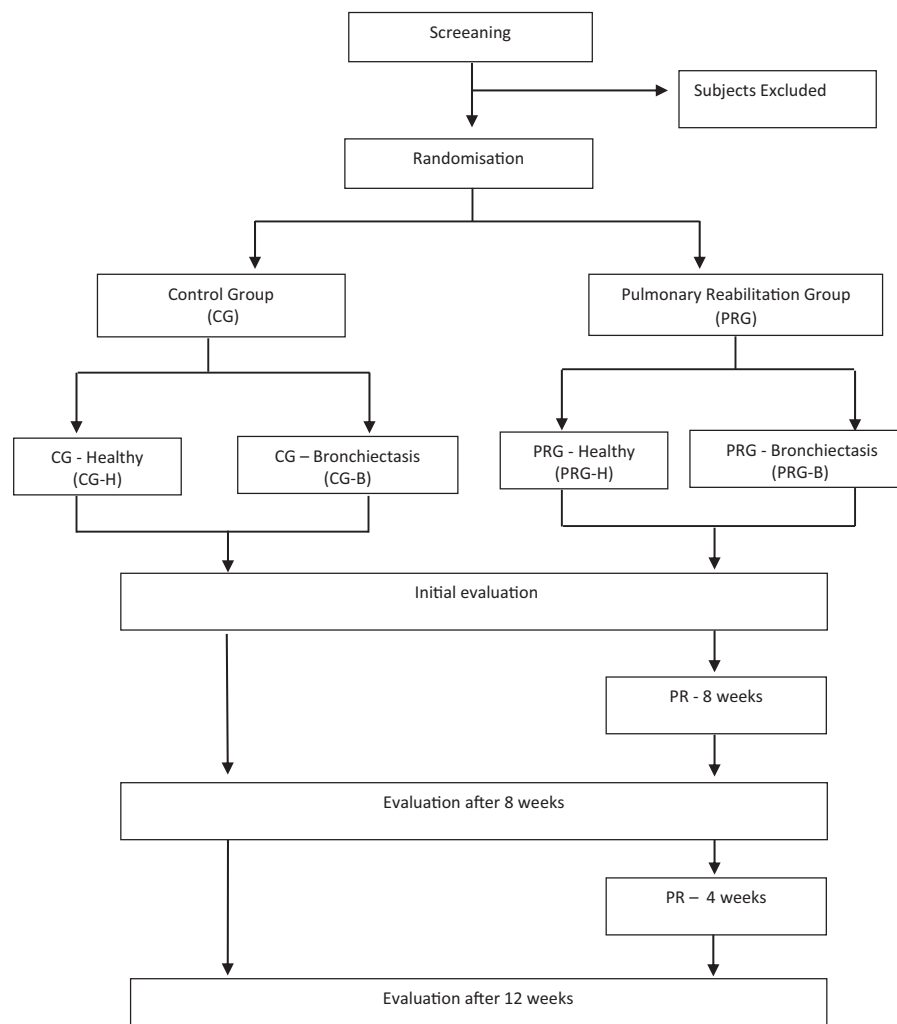 Screeaning
Subjects Excluded
Randomisation
Control Group
(CG)
Pulmonary Reabilitation Group
(PRG)
CG - Healthy
(CG-H)
CG – Bronchiectasis
(CG-B)
PRG - Healthy
(PRG-H)
PRG - Bronchiectasis
(PRG-B)
Initial evaluation
PR - 8 weeks
Evaluation after 8 weeks
PR – 4 weeks
Evaluation after 12 weeks